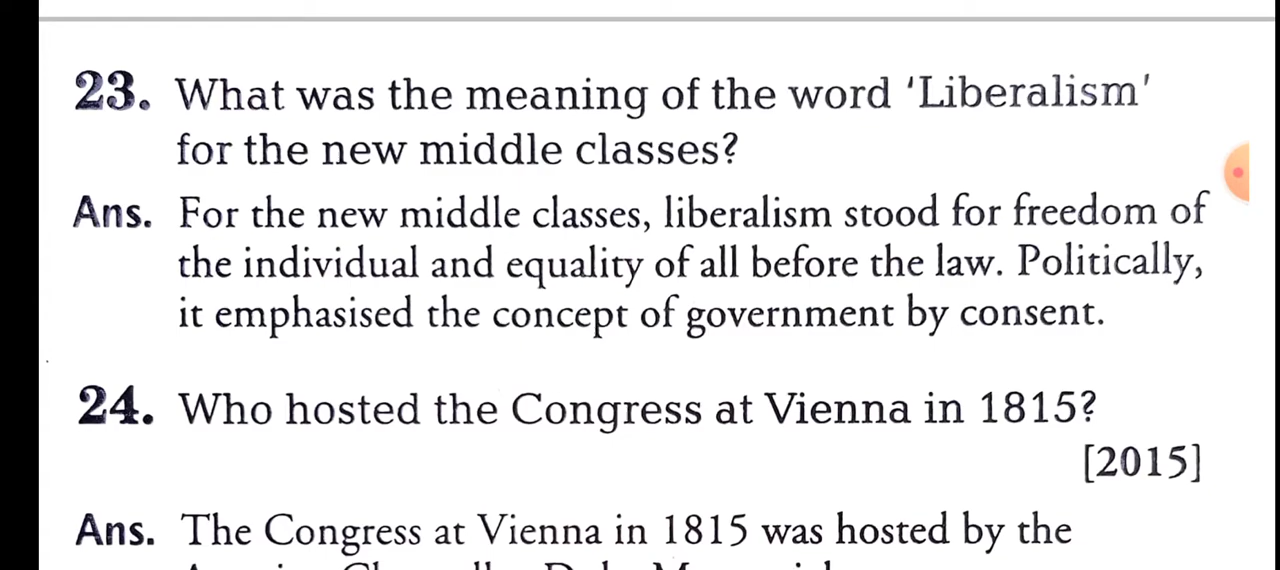 23. What was the meaning of the word 'Liberalism'
for the new middle classes?
Ans. For the new middle classes, liberalism stood for freedom of
the individual and equality of all before the law. Politically,
it emphasised the concept of government by consent.
24. Who hosted the Congress at Vienna in 1815?
[2015]
Ans. The Congress at Vienna in 1815 was hosted by the